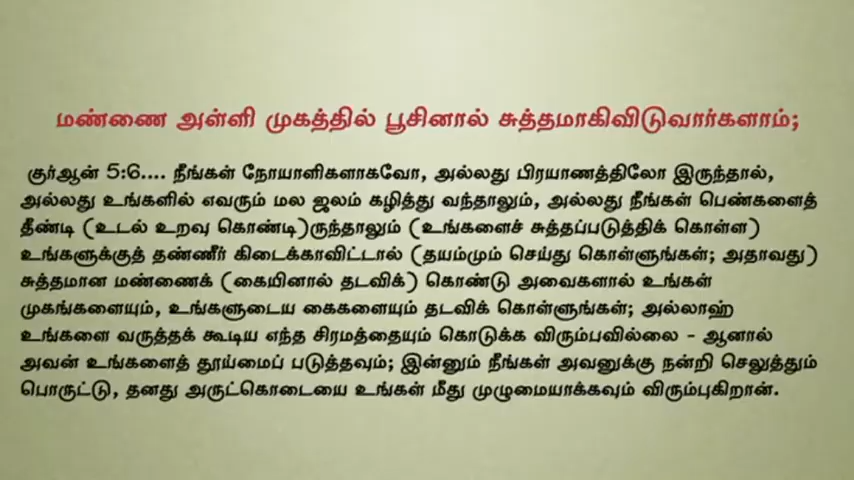 மண்ணை அள்ளி முகத்தில் பூசினால் சுத்தமாகிவிடுவார்களாம்;
குர்ஆன் 5:6.... நீங்கள் நோயாளிகளாகவோ, அல்லது பிரயாணத்திலோ இருந்தால்,
அல்லது உங்களில் எவரும் மல ஜலம் கழித்து வந்தாலும், அல்லது நீங்கள் பெண்களைத்
தீண்டி (உடல் உறவு கொண்டி)ருந்தாலும் (உங்களைச் சுத்தப்படுத்திக் கொள்ள)
உங்களுக்குத் தண்ணீர் கிடைக்காவிட்டால் (தயம்மும் செய்து கொள்ளுங்கள்; அதாவது)
சுத்தமான மண்ணைக் (கையினால் தடவிக்) கொண்டு அவைகளால் உங்கள்
முகங்களையும், உங்களுடைய கைகளையும் தடவிக் கொள்ளுங்கள்; அல்லாஹ்
உங்களை வருத்தக் கூடிய எந்த சிரமத்தையும் கொடுக்க விரும்பவில்லை - ஆனால்
அவன் உங்களைத் தூய்மைப் படுத்தவும்; இன்னும் நீங்கள் அவனுக்கு நன்றி செலுத்தும்
பொருட்டு, தனது அருட்கொடையை உங்கள் மீது முழுமையாக்கவும் விரும்புகிறான்.